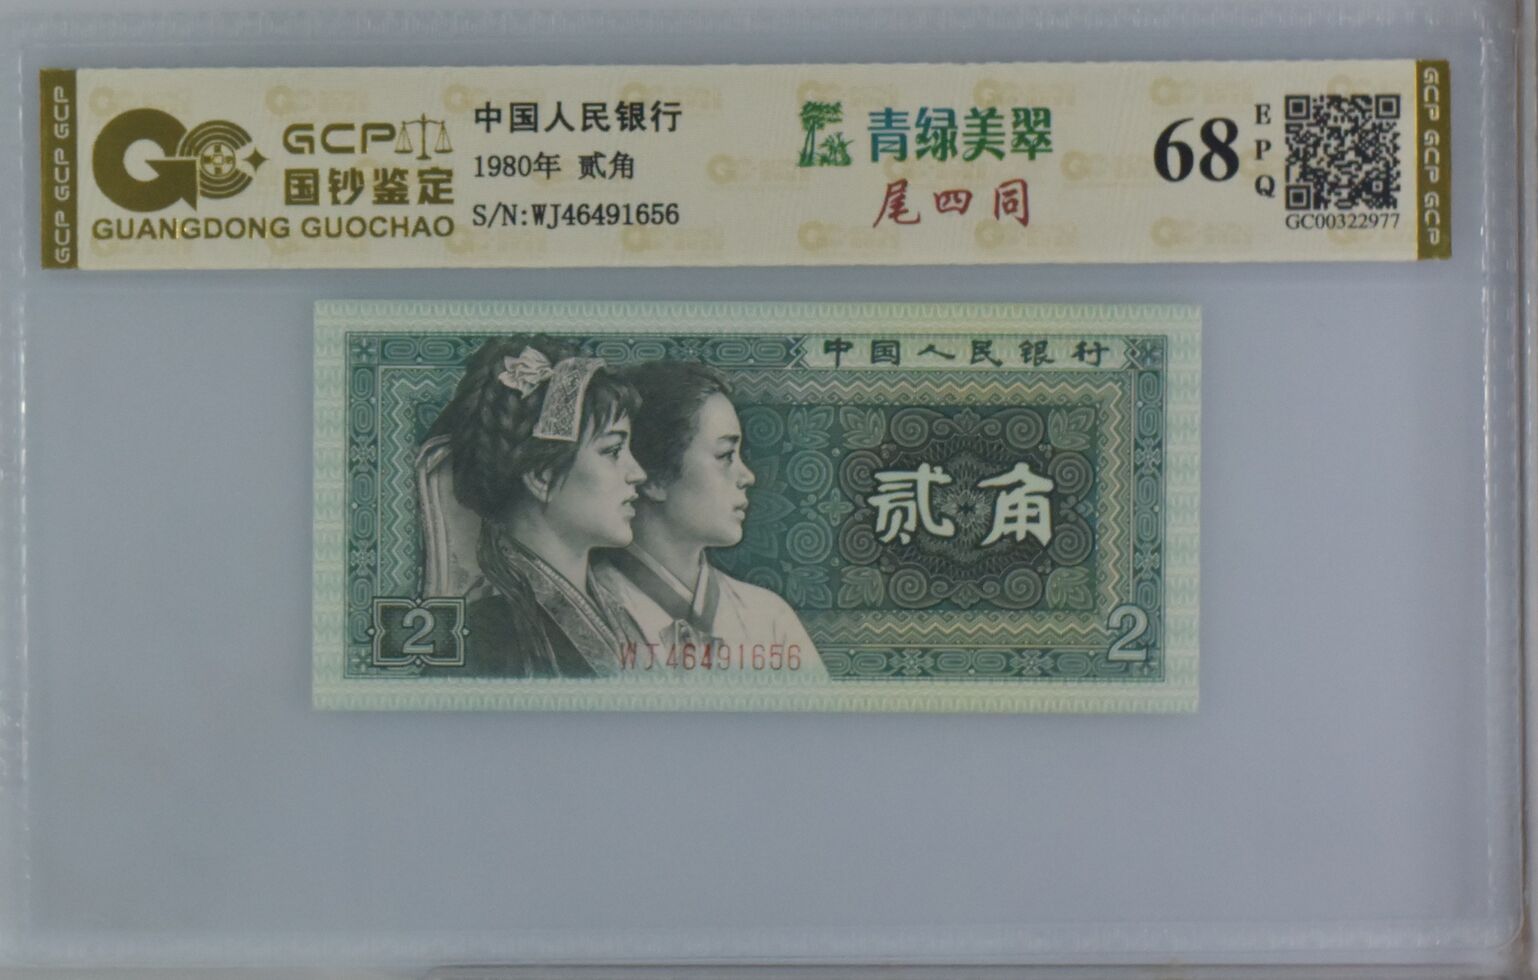 GCP GCP GCP
GCP
国钞鉴定
GUANGDONG GUOCHAO
中国人民银行
1980年 贰角
S/N:WJ46491656
青绿美翠
尾四同
68
EPQ
GC00322977
GCP GCP GCP
中国人民银行
贰角
2
WJ46491656
2